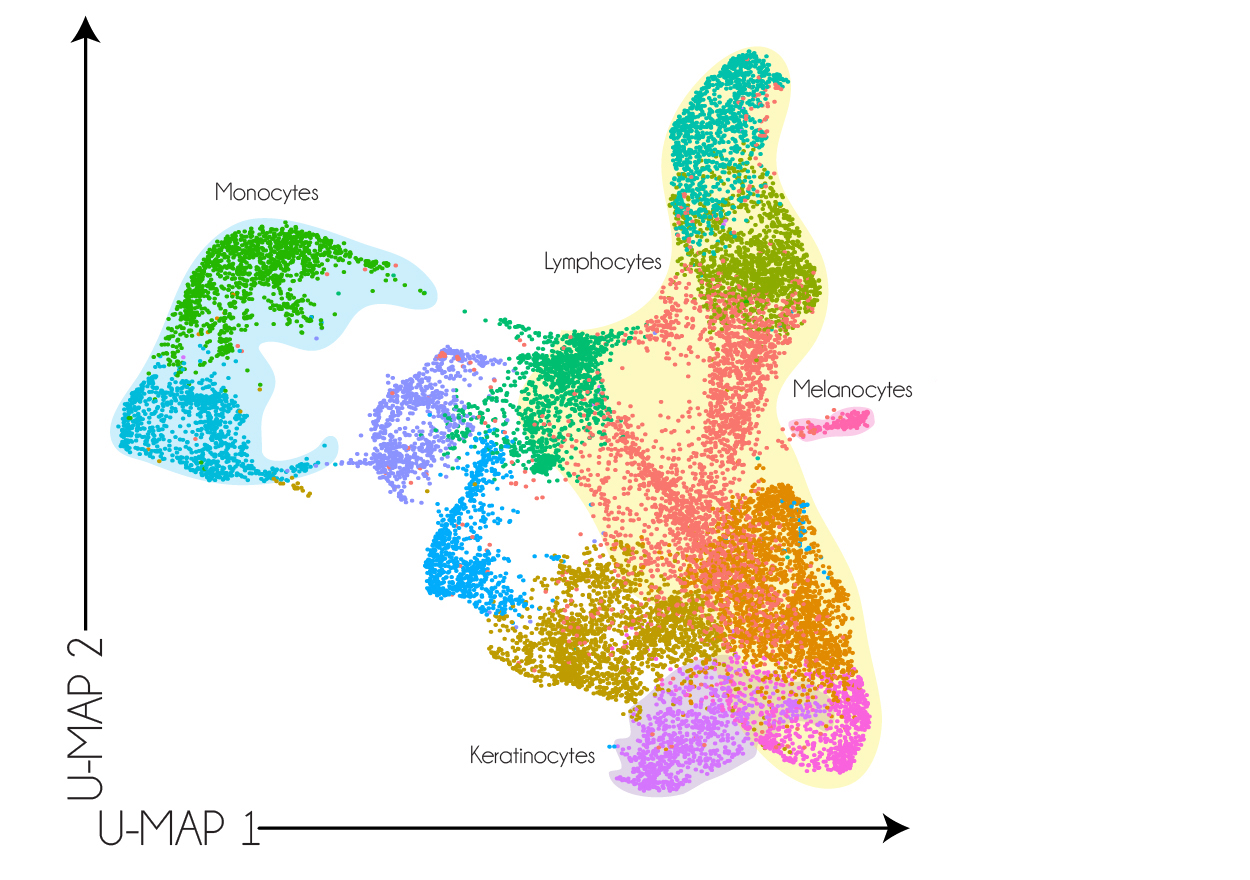 Monocytes
Lymphocytes
Melanocytes
Keratinocytes
U-MAP 2
U-MAP 1